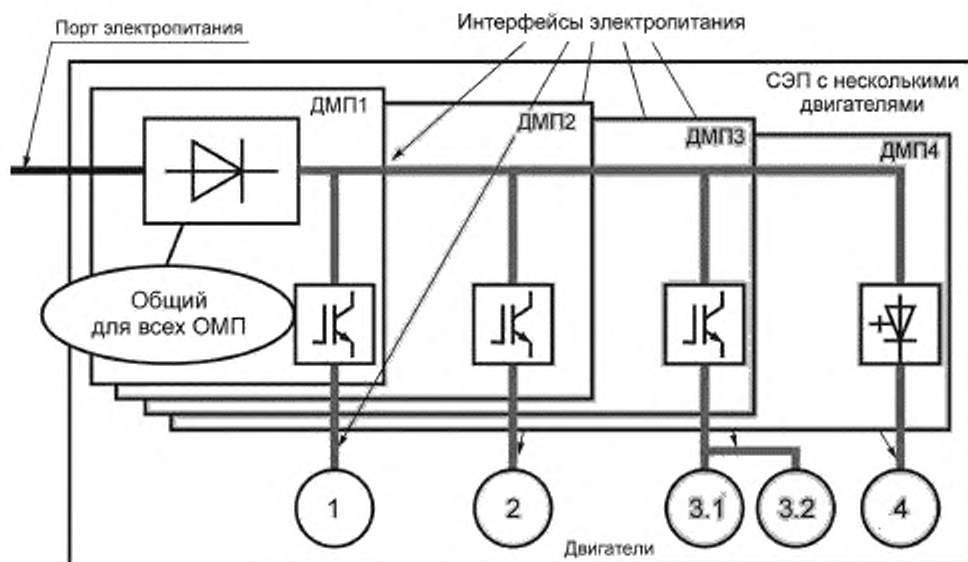 Порт электропитания
Интерфейсы электропитания
СЭП с несколькими
двигателями
ДМП1
ДМП2
ДМП3
ДМП4
Общий
для всех ОМП
1
2
3.1
3.2
4
Двигатели